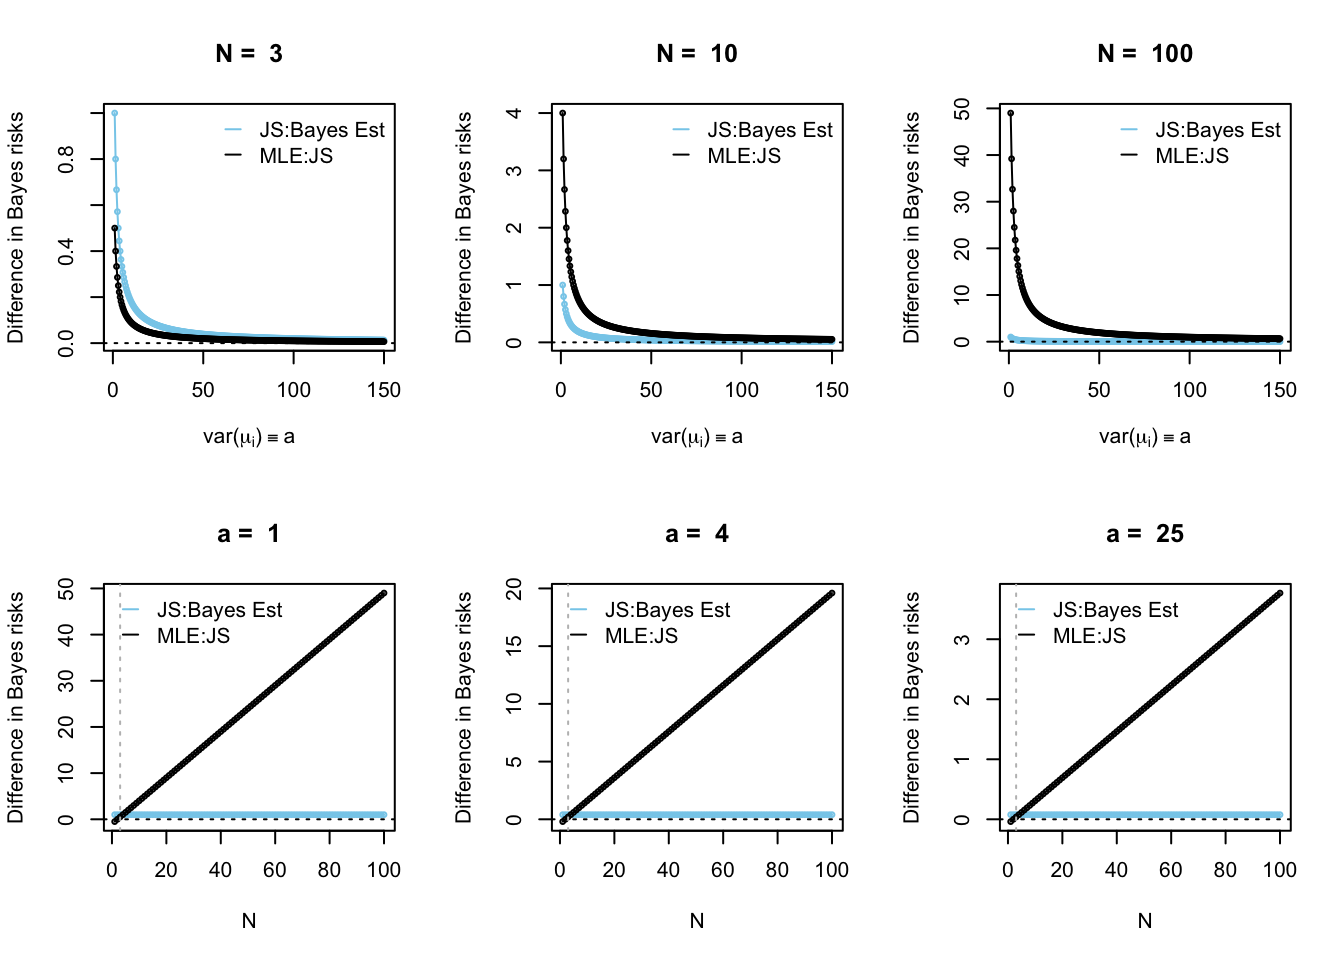 N =  3
Difference in Bayes risks
0.0 0.4 0.8
JS:Bayes Est
MLE:JS
0 50 100 150
var(μi) ≡ a
N =  10
Difference in Bayes risks
0 1 2 3 4
JS:Bayes Est
MLE:JS
0 50 100 150
var(μi) ≡ a
N =  100
Difference in Bayes risks
0 10 20 30 40 50
JS:Bayes Est
MLE:JS
0 50 100 150
var(μi) ≡ a
a =  1
Difference in Bayes risks
0 10 20 30 40 50
JS:Bayes Est
MLE:JS
0 20 40 60 80 100
N
a =  4
Difference in Bayes risks
0 5 10 15 20
JS:Bayes Est
MLE:JS
0 20 40 60 80 100
N
a =  25
Difference in Bayes risks
0 1 2 3
JS:Bayes Est
MLE:JS
0 20 40 60 80 100
N